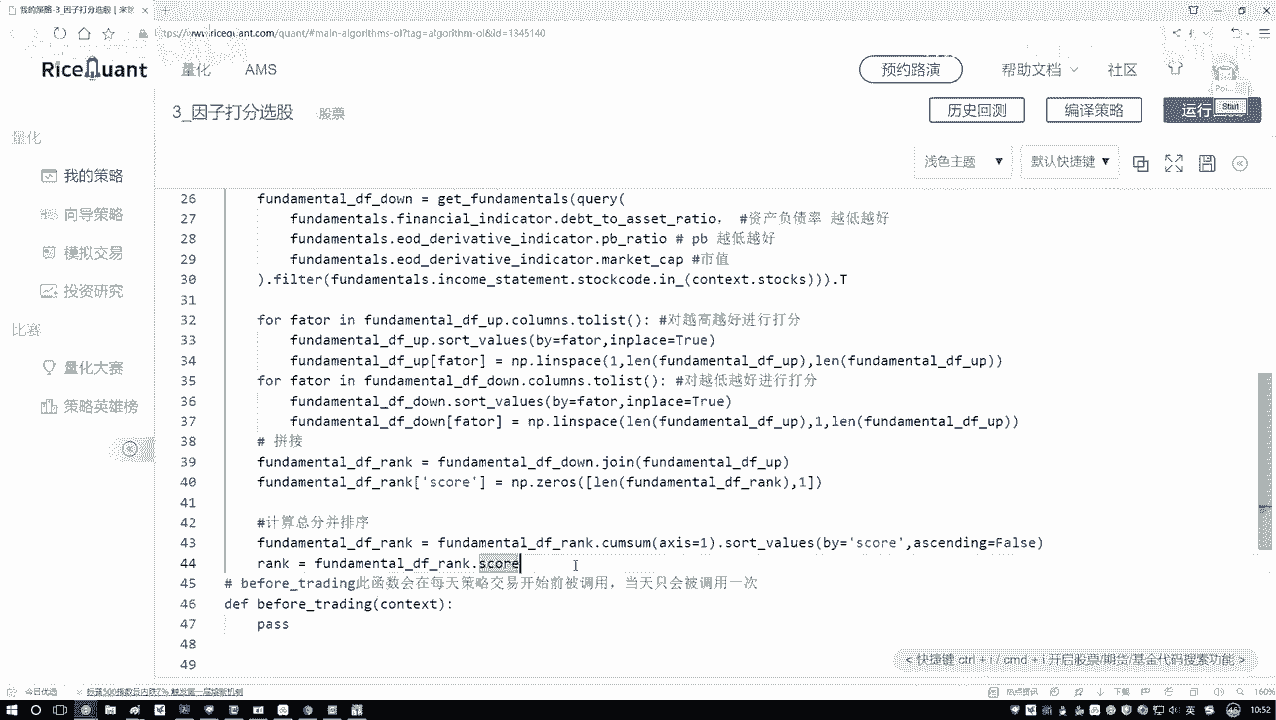 我的策略-3_因子打分选股
tps://www.ricequant.com/quant/#main-algorithms-ol?tag=algorithm-ol&id=1345140
RiceQuant
量化
AMS
预约路演
帮助文档
社区
3_因子打分选股
股票
历史回测
编译策略
运行
Start
量化
浅色主题
默认快捷键
我的策略
向导策略
模拟交易
投资研究
比赛
量化大赛
策略英雄榜
26 fundamental_df_down = get_fundamentals(query(
27 fundamentals.financial_indicator.debt_to_asset_ratio， #资产负债率 越低越好
28 fundamentals.eod_derivative_indicator.pb_ratio # pb 越低越好
29 fundamentals.eod_derivative_indicator.market_cap #市值
30 ).filter(fundamentals.income_statement.stockcode.in_(context.stocks))).T
31
32 for fator in fundamental_df_up.columns.tolist(): #对越高越好进行打分
33 fundamental_df_up.sort_values(by=fator,inplace=True)
34 fundamental_df_up[fator] = np.linspace(1,len(fundamental_df_up),len(fundamental_df_up))
35 for fator in fundamental_df_down.columns.tolist(): #对越低越好进行打分
36 fundamental_df_down.sort_values(by=fator,inplace=True)
37 fundamental_df_down[fator] = np.linspace(len(fundamental_df_up),1,len(fundamental_df_up))
38 # 拼接
39 fundamental_df_rank = fundamental_df_down.join(fundamental_df_up)
40 fundamental_df_rank['score'] = np.zeros([len(fundamental_df_rank),1])
41
42 #计算总分并排序
43 fundamental_df_rank = fundamental_df_rank.cumsum(axis=1).sort_values(by='score',ascending=False)
44 rank = fundamental_df_rank.score
45 # before_trading此函数会在每天策略交易开始前被调用，当天只会被调用一次
46 def before_trading(context):
47 pass
48
49
< 快捷键 ctrl + i / cmd + i 开启股票/期货/基金代码搜索功能 >
今日优选
下载
160%
英
10:52